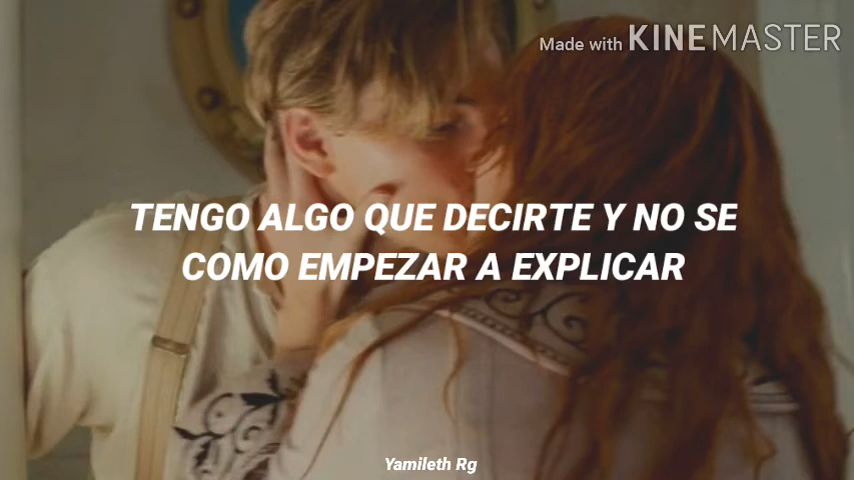 Made with KINEMASTER
TENGO ALGO QUE DECIRTE Y NO SE
COMO EMPEZAR A EXPLICAR
Yamileth Rg